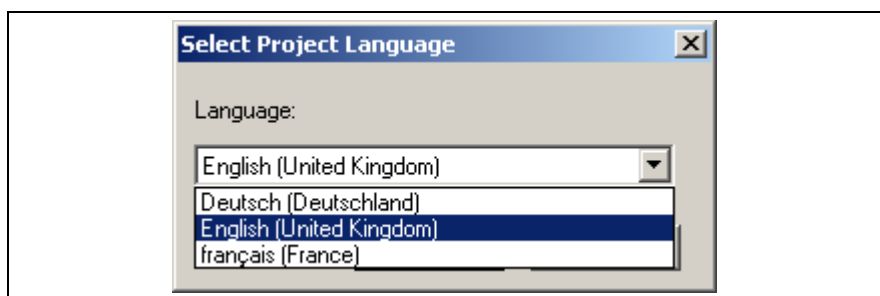 Select Project Language
Language:
English (United Kingdom)
Deutsch (Deutschland)
English (United Kingdom)
français (France)